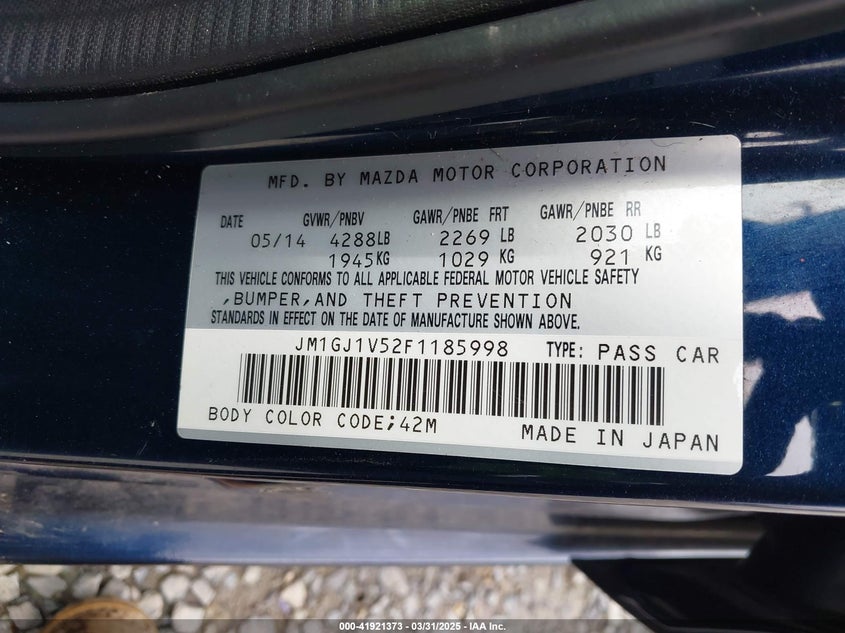 MFD. BY MAZDA MOTOR CORPORATION
DATE GVWR/PNBV GAWR/PNBE FRT GAWR/PNBE RR
05/14 4288LB 2269 LB 2030 LB
1945KG 1029 KG 921 KG
THIS VEHICLE CONFORMS TO ALL APPLICABLE FEDERAL MOTOR VEHICLE SAFETY
,BUMPER,AND THEFT PREVENTION
STANDARDS IN EFFECT ON THE DATE OF MANUFACTURE SHOWN ABOVE.
JM1GJ1V52F1185998 TYPE: PASS CAR
BODY COLOR CODE;42M
MADE IN JAPAN
000-41921373 - 03/31/2025 - IAA Inc.